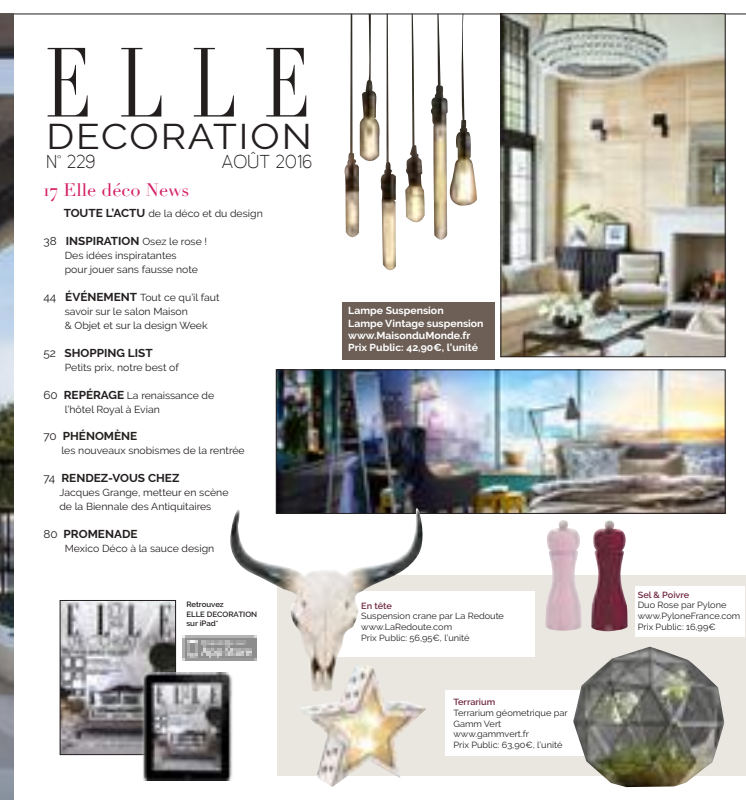 ELLE
DECORATION
N° 229 AOÛT 2016
17 Elle déco News
TOUTE L'ACTU de la déco et du design
38 INSPIRATION Osez le rose !
Des idées inspiratantes
pour jouer sans fausse note
44 ÉVÉNEMENT Tout ce qu'il faut
savoir sur le salon Maison
& Objet et sur la design Week
52 SHOPPING LIST
Petits prix, notre best of
60 REPÉRAGE La renaissance de
l'hôtel Royal à Evian
70 PHÉNOMÈNE
les nouveaux snobismes de la rentrée
74 RENDEZ-VOUS CHEZ
Jacques Grange, metteur en scène
de la Biennale des Antiquitaires
80 PROMENADE
Mexico Déco à la sauce design
Lampe Suspension
Lampe Vintage suspension
www.MaisonduMonde.fr
Prix Public: 42,90€, l'unité
Retrouvez
ELLE DECORATION
sur iPad
ELLE
ELLE
En tête
Suspension crane par La Redoute
www.LaRedoute.com
Prix Public: 56,95€, l'unité
Sel & Poivre
Duo Rose par Pylone
www.PyloneFrance.com
Prix Public: 16,99€
Terrarium
Terrarium géometrique par
Gamm Vert
www.gammvert.fr
Prix Public: 63,90€, l'unité